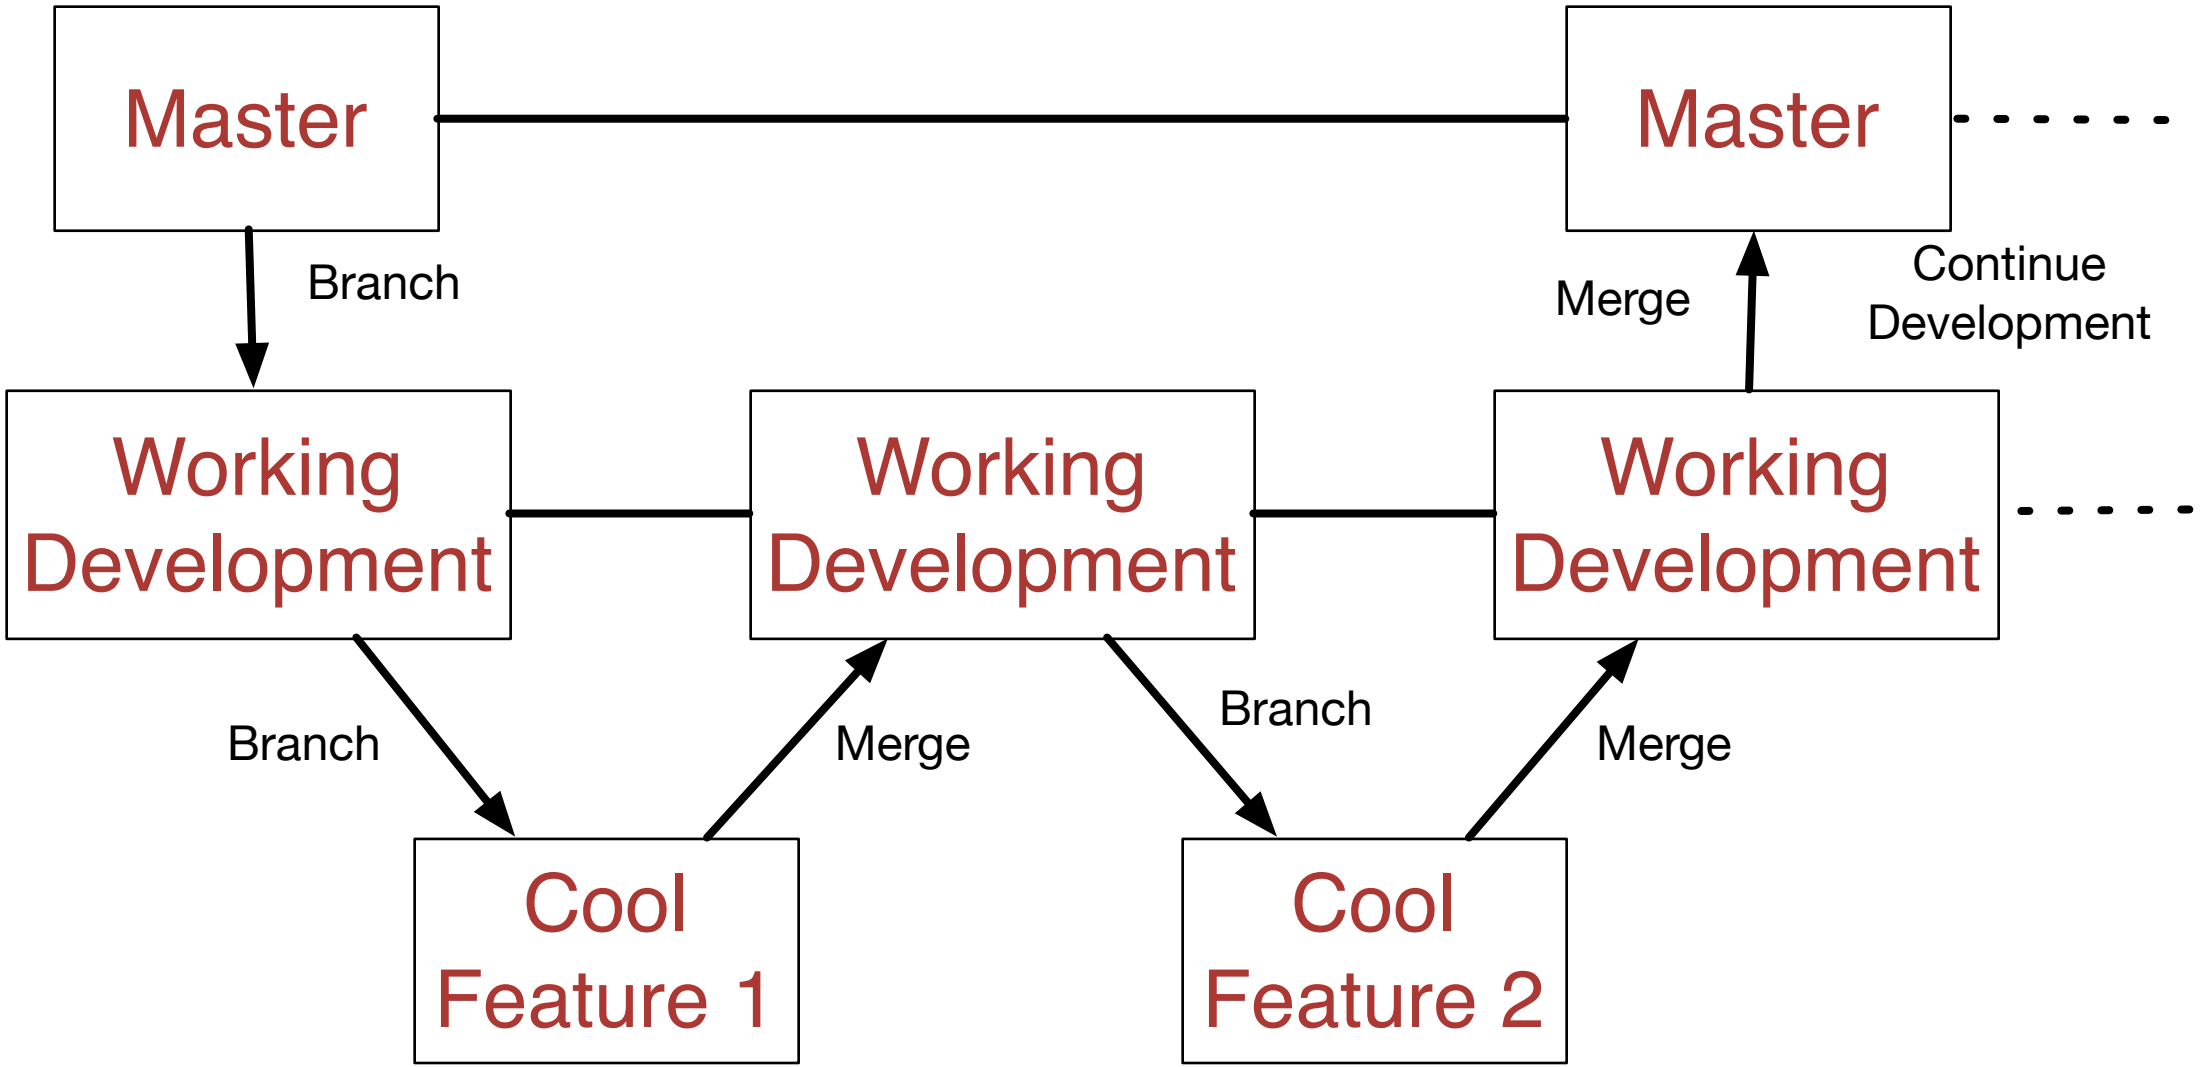 Master
Master
Branch
Merge
Continue
Development
Working
Development
Working
Development
Working
Development
Branch
Merge
Branch
Merge
Cool
Feature 1
Cool
Feature 2